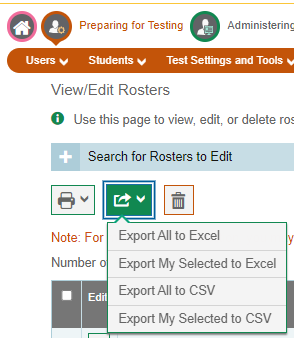 Preparing for Testing Administering
Users Students Test Settings and Tools
View/Edit Rosters
Use this page to view, edit, or delete ros
+ Search for Rosters to Edit
Note: For
Number o
Edi
Export All to Excel
Export My Selected to Excel
Export All to CSV
Export My Selected to CSV